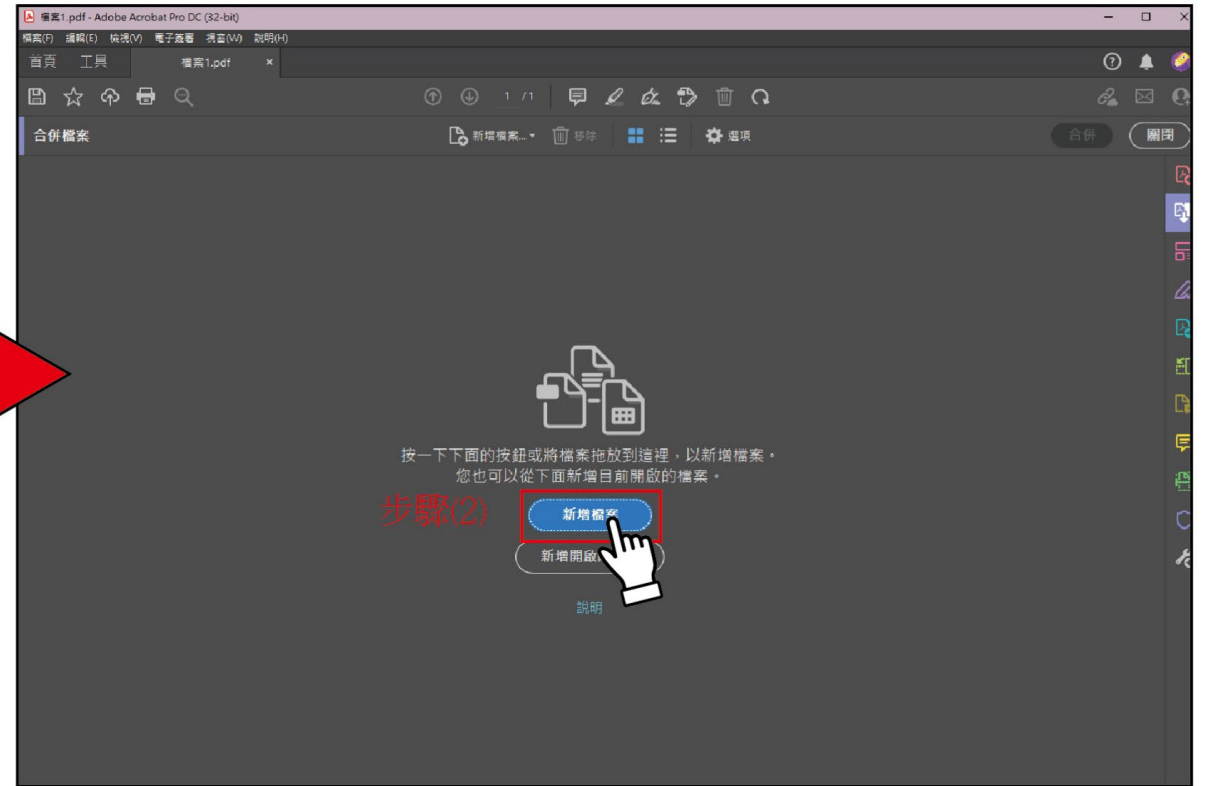 檔案1.pdf - Adobe Acrobat Pro DC (32-bit)
檔案(F) 編輯(E) 檢視(V) 電子簽署 視窗(W) 說明(H)
首頁 工具 檔案1.pdf ×
1 /1
合併檔案 新增檔案... 移除 選項 合併 關閉
按一下下面的按鈕或將檔案拖放到這裡，以新增檔案。
您也可以從下面新增目前開啟的檔案。
步驟(2) 新增檔案
新增開啟
說明